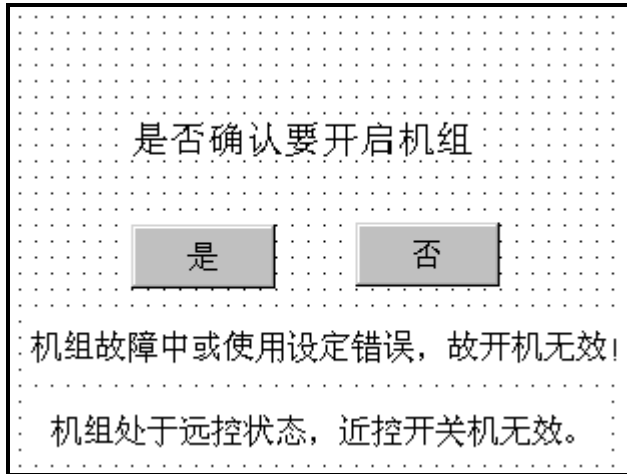 是否确认要开启机组
是 否
机组故障中或使用设定错误，故开机无效!
机组处于远控状态，近控开关机无效。